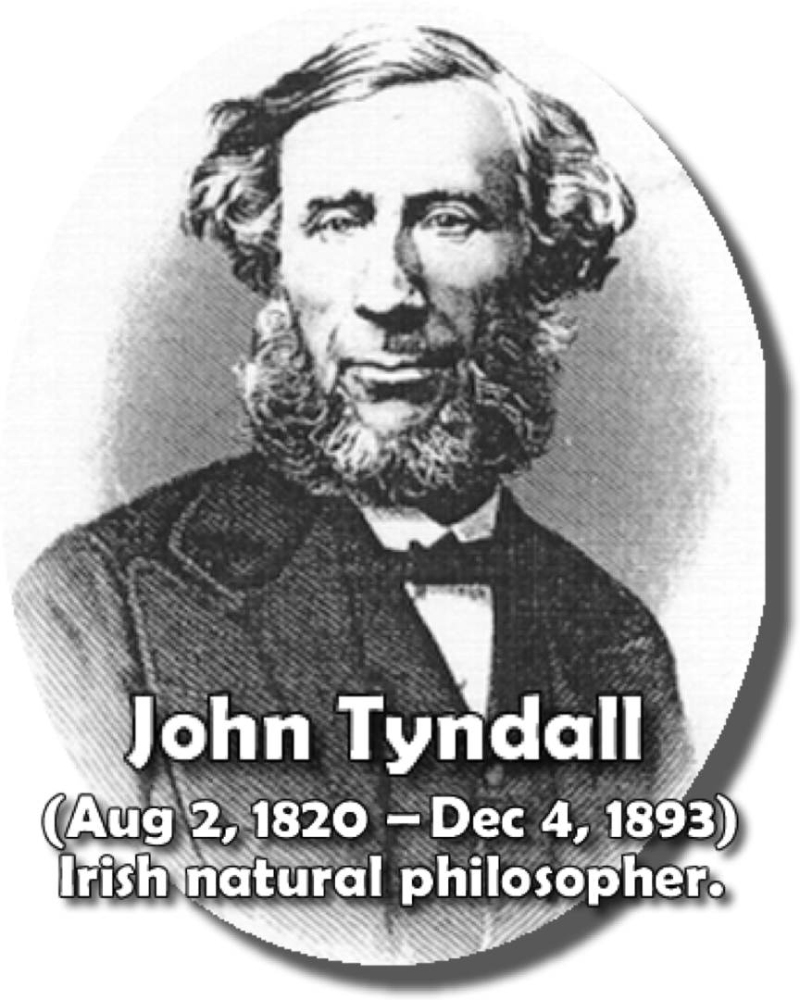 John Tyndall
(Aug 2, 1820 – Dec 4, 1893)
Irish natural philosopher.